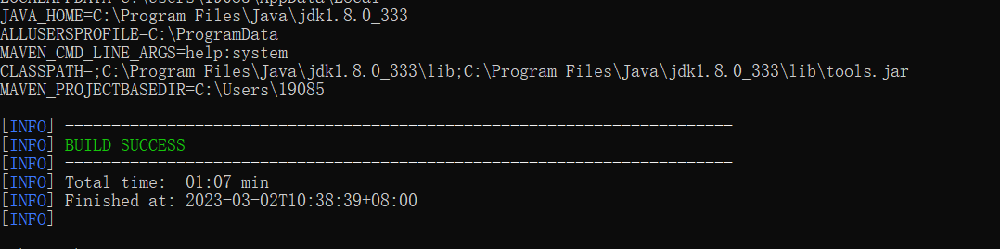 LOCALAPPDATA=C:\Users\19085\AppData\Local
JAVA_HOME=C:\Program Files\Java\jdk1.8.0_333
ALLUSERSPROFILE=C:\ProgramData
MAVEN_CMD_LINE_ARGS=help:system
CLASSPATH=;C:\Program Files\Java\jdk1.8.0_333\lib;C:\Program Files\Java\jdk1.8.0_333\lib\tools.jar
MAVEN_PROJECTBASEDIR=C:\Users\19085
[INFO] ------------------------------------------------------------------------
[INFO] BUILD SUCCESS
[INFO] ------------------------------------------------------------------------
[INFO] Total time:  01:07 min
[INFO] Finished at: 2023-03-02T10:38:39+08:00
[INFO] ------------------------------------------------------------------------